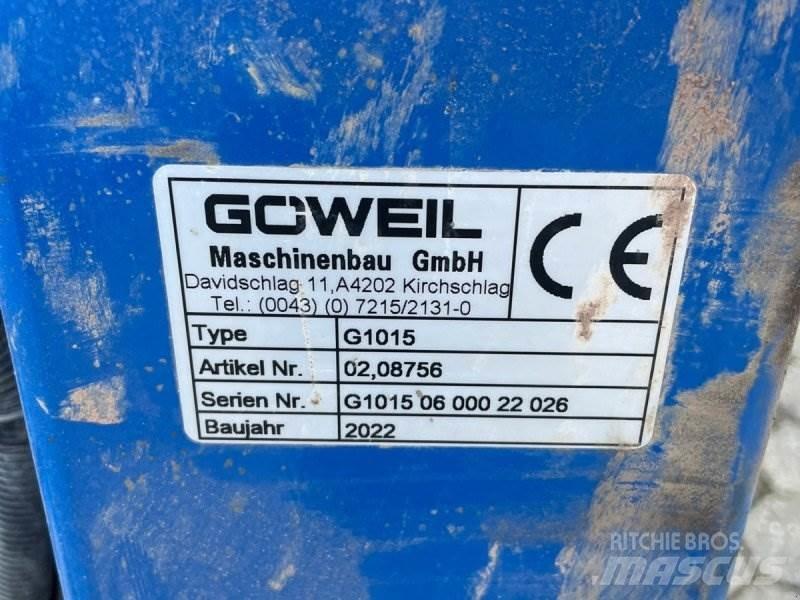 GÖWEIL
Maschinenbau GmbH
Davidschlag 11,A4202 Kirchschlag
Tel.: (0043) (0) 7215/2131-0
CE
Type G1015
Artikel Nr. 02,08756
Serien Nr. G1015 06 000 22 026
Baujahr 2022
RITCHIE BROS.
MASCUS